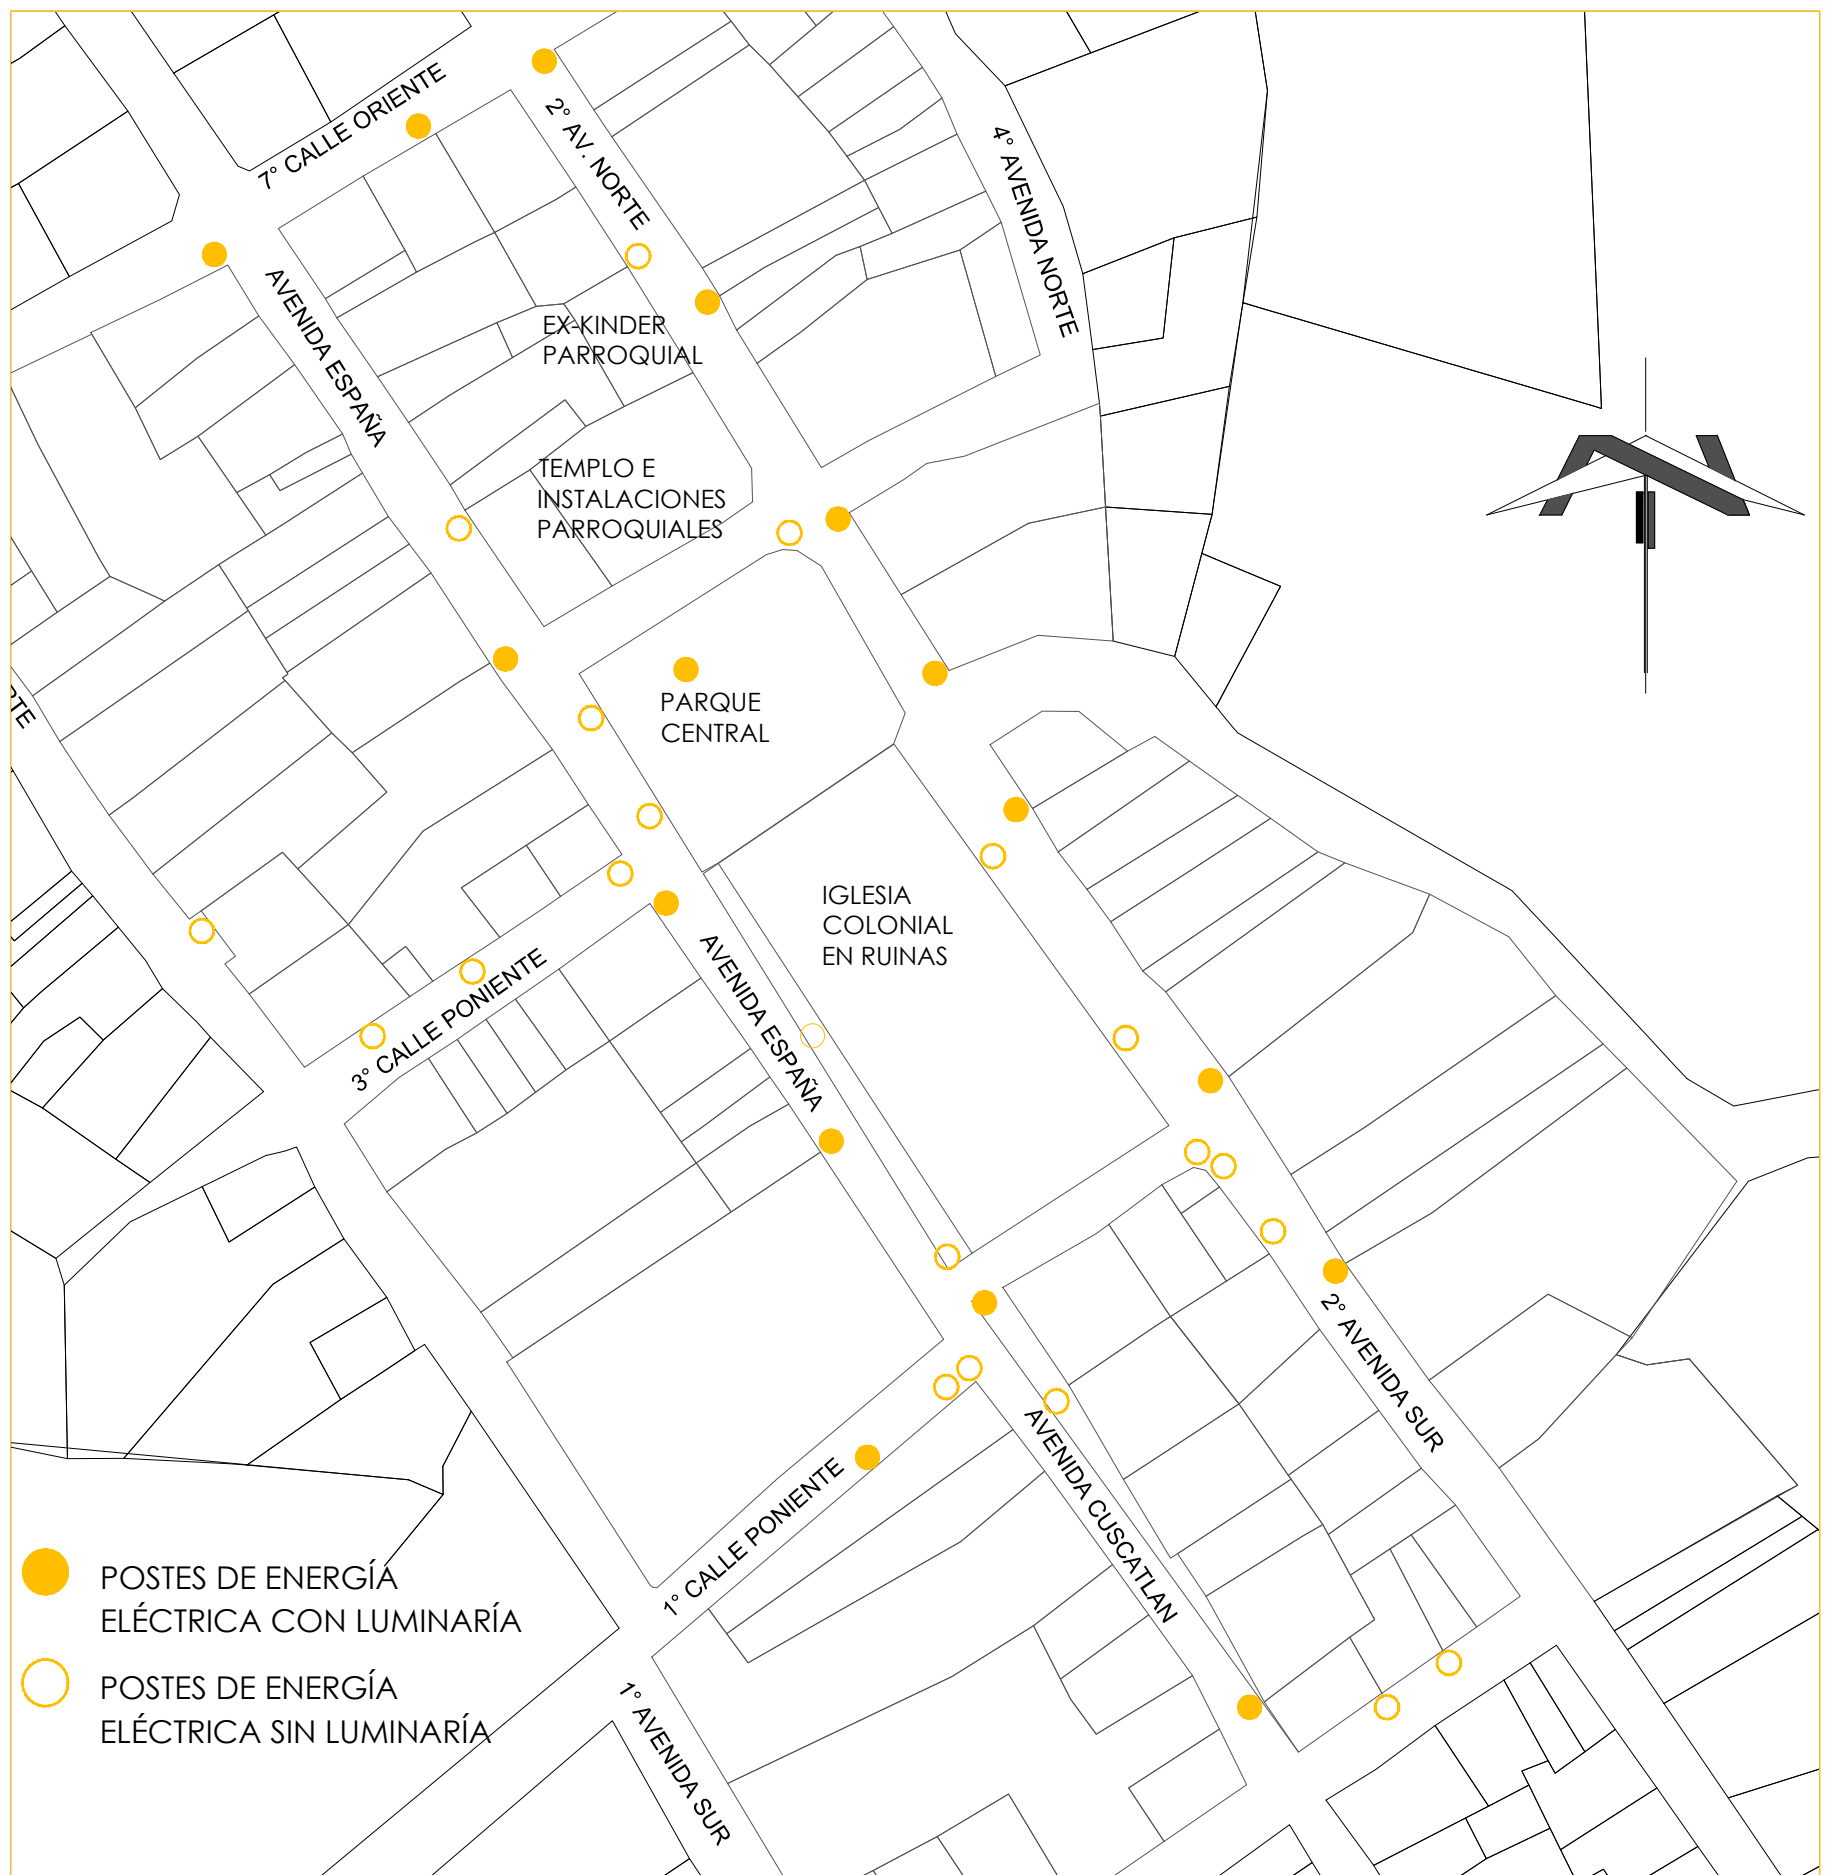 7° CALLE ORIENTE
2° AV. NORTE
4° AVENIDA NORTE
AVENIDA ESPAÑA
EX-KINDER
PARROQUIAL
TEMPLO E
INSTALACIONES
PARROQUIALES
RTE
PARQUE
CENTRAL
IGLESIA
COLONIAL
EN RUINAS
3° CALLE PONIENTE
AVENIDA ESPAÑA
2° AVENIDA SUR
AVENIDA CUSCATLAN
1° CALLE PONIENTE
POSTES DE ENERGÍA
ELÉCTRICA CON LUMINARÍA
POSTES DE ENERGÍA
ELÉCTRICA SIN LUMINARÍA
1° AVENIDA SUR